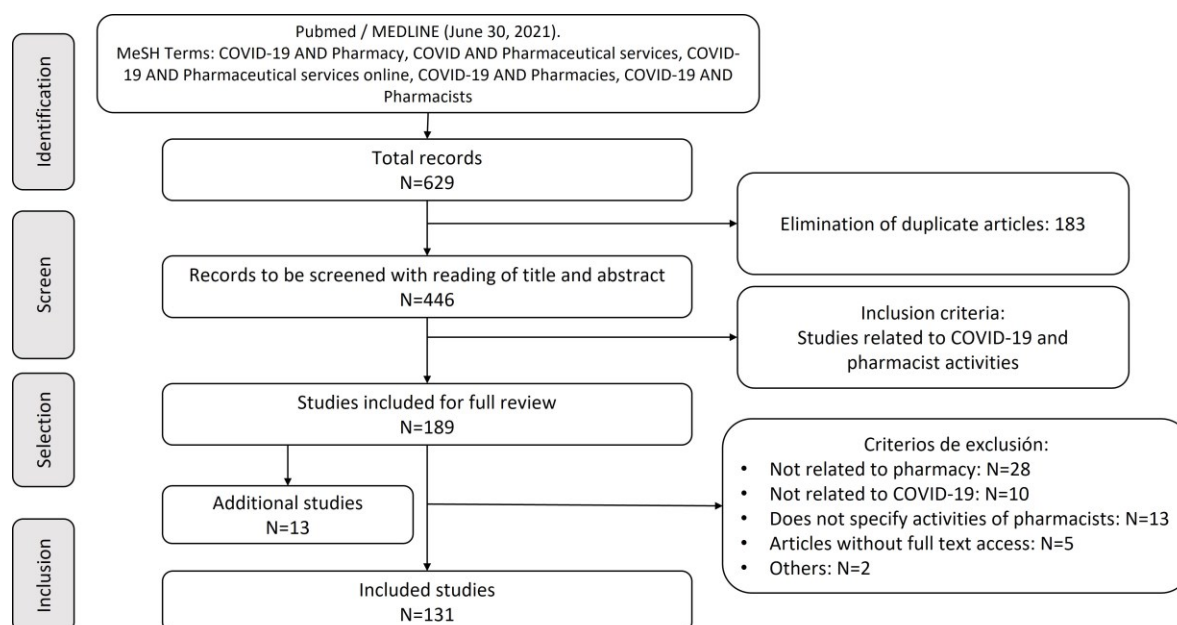 Identification
Pubmed / MEDLINE (June 30, 2021).
MeSH Terms: COVID-19 AND Pharmacy, COVID AND Pharmaceutical services, COVID-
19 AND Pharmaceutical services online, COVID-19 AND Pharmacies, COVID-19 AND
Pharmacists
Total records
N=629
Elimination of duplicate articles: 183
Screen
Records to be screened with reading of title and abstract
N=446
Inclusion criteria:
Studies related to COVID-19 and
pharmacist activities
Selection
Studies included for full review
N=189
Additional studies
N=13
Criterios de exclusión:
• Not related to pharmacy: N=28
• Not related to COVID-19: N=10
• Does not specify activities of pharmacists: N=13
• Articles without full text access: N=5
• Others: N=2
Inclusion
Included studies
N=131